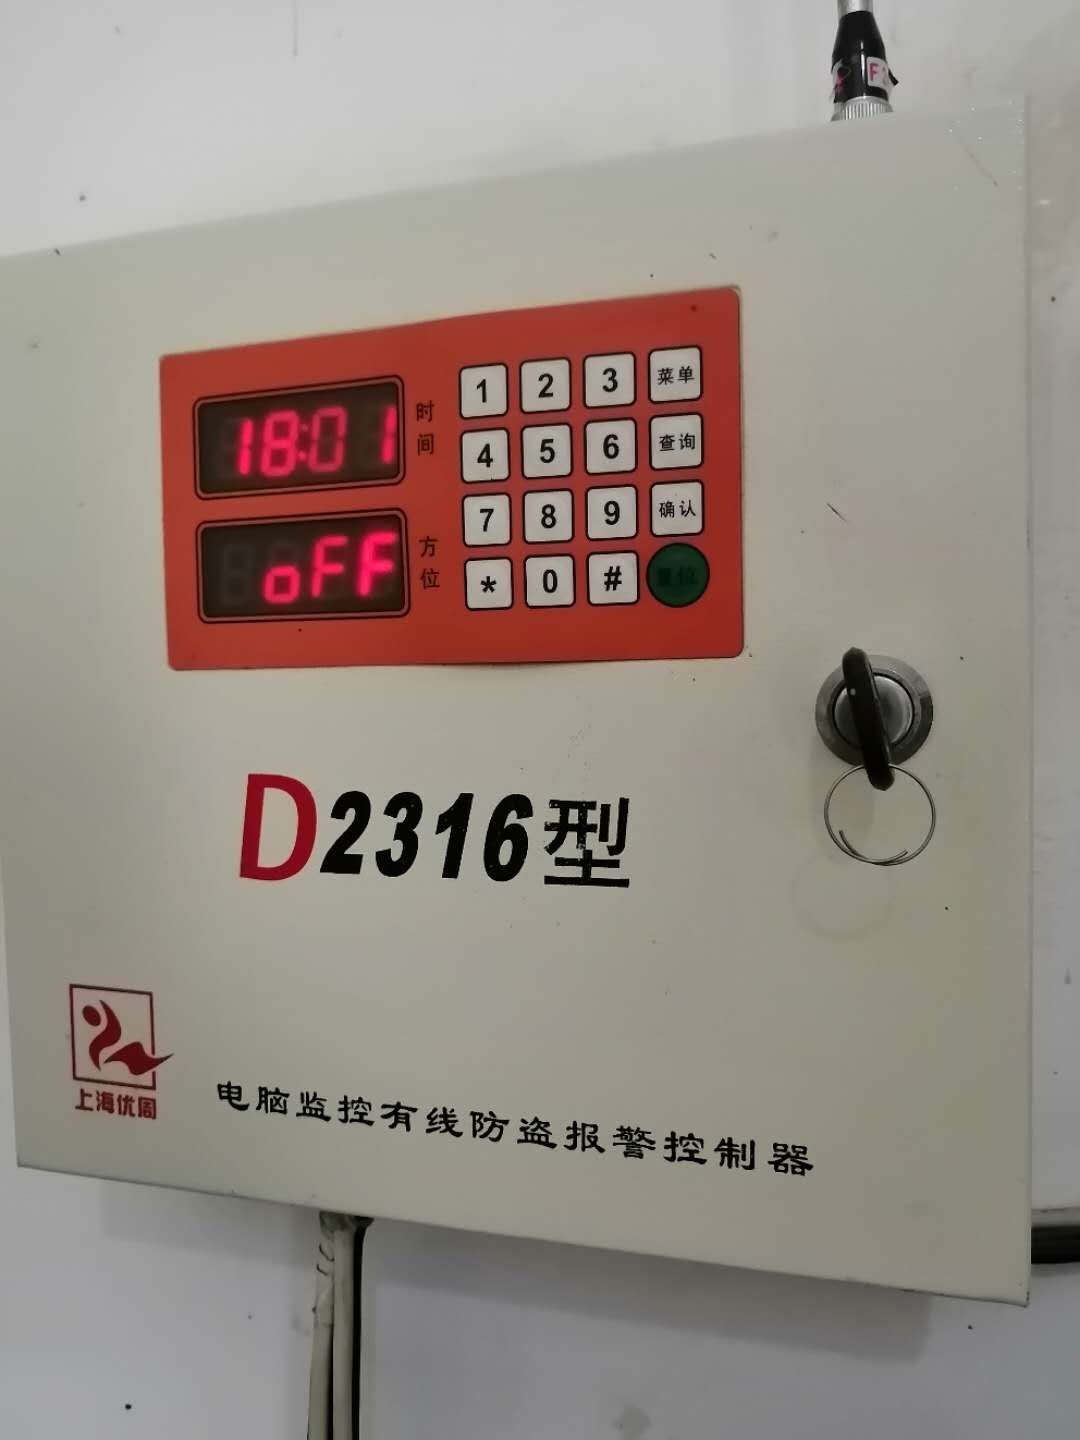 F
18:01
时间
oFF
方位
1 2 3 菜单
4 5 6 查询
7 8 9 确认
* 0 # 复位
D2316型
上海优周
电脑监控有线防盗报警控制器